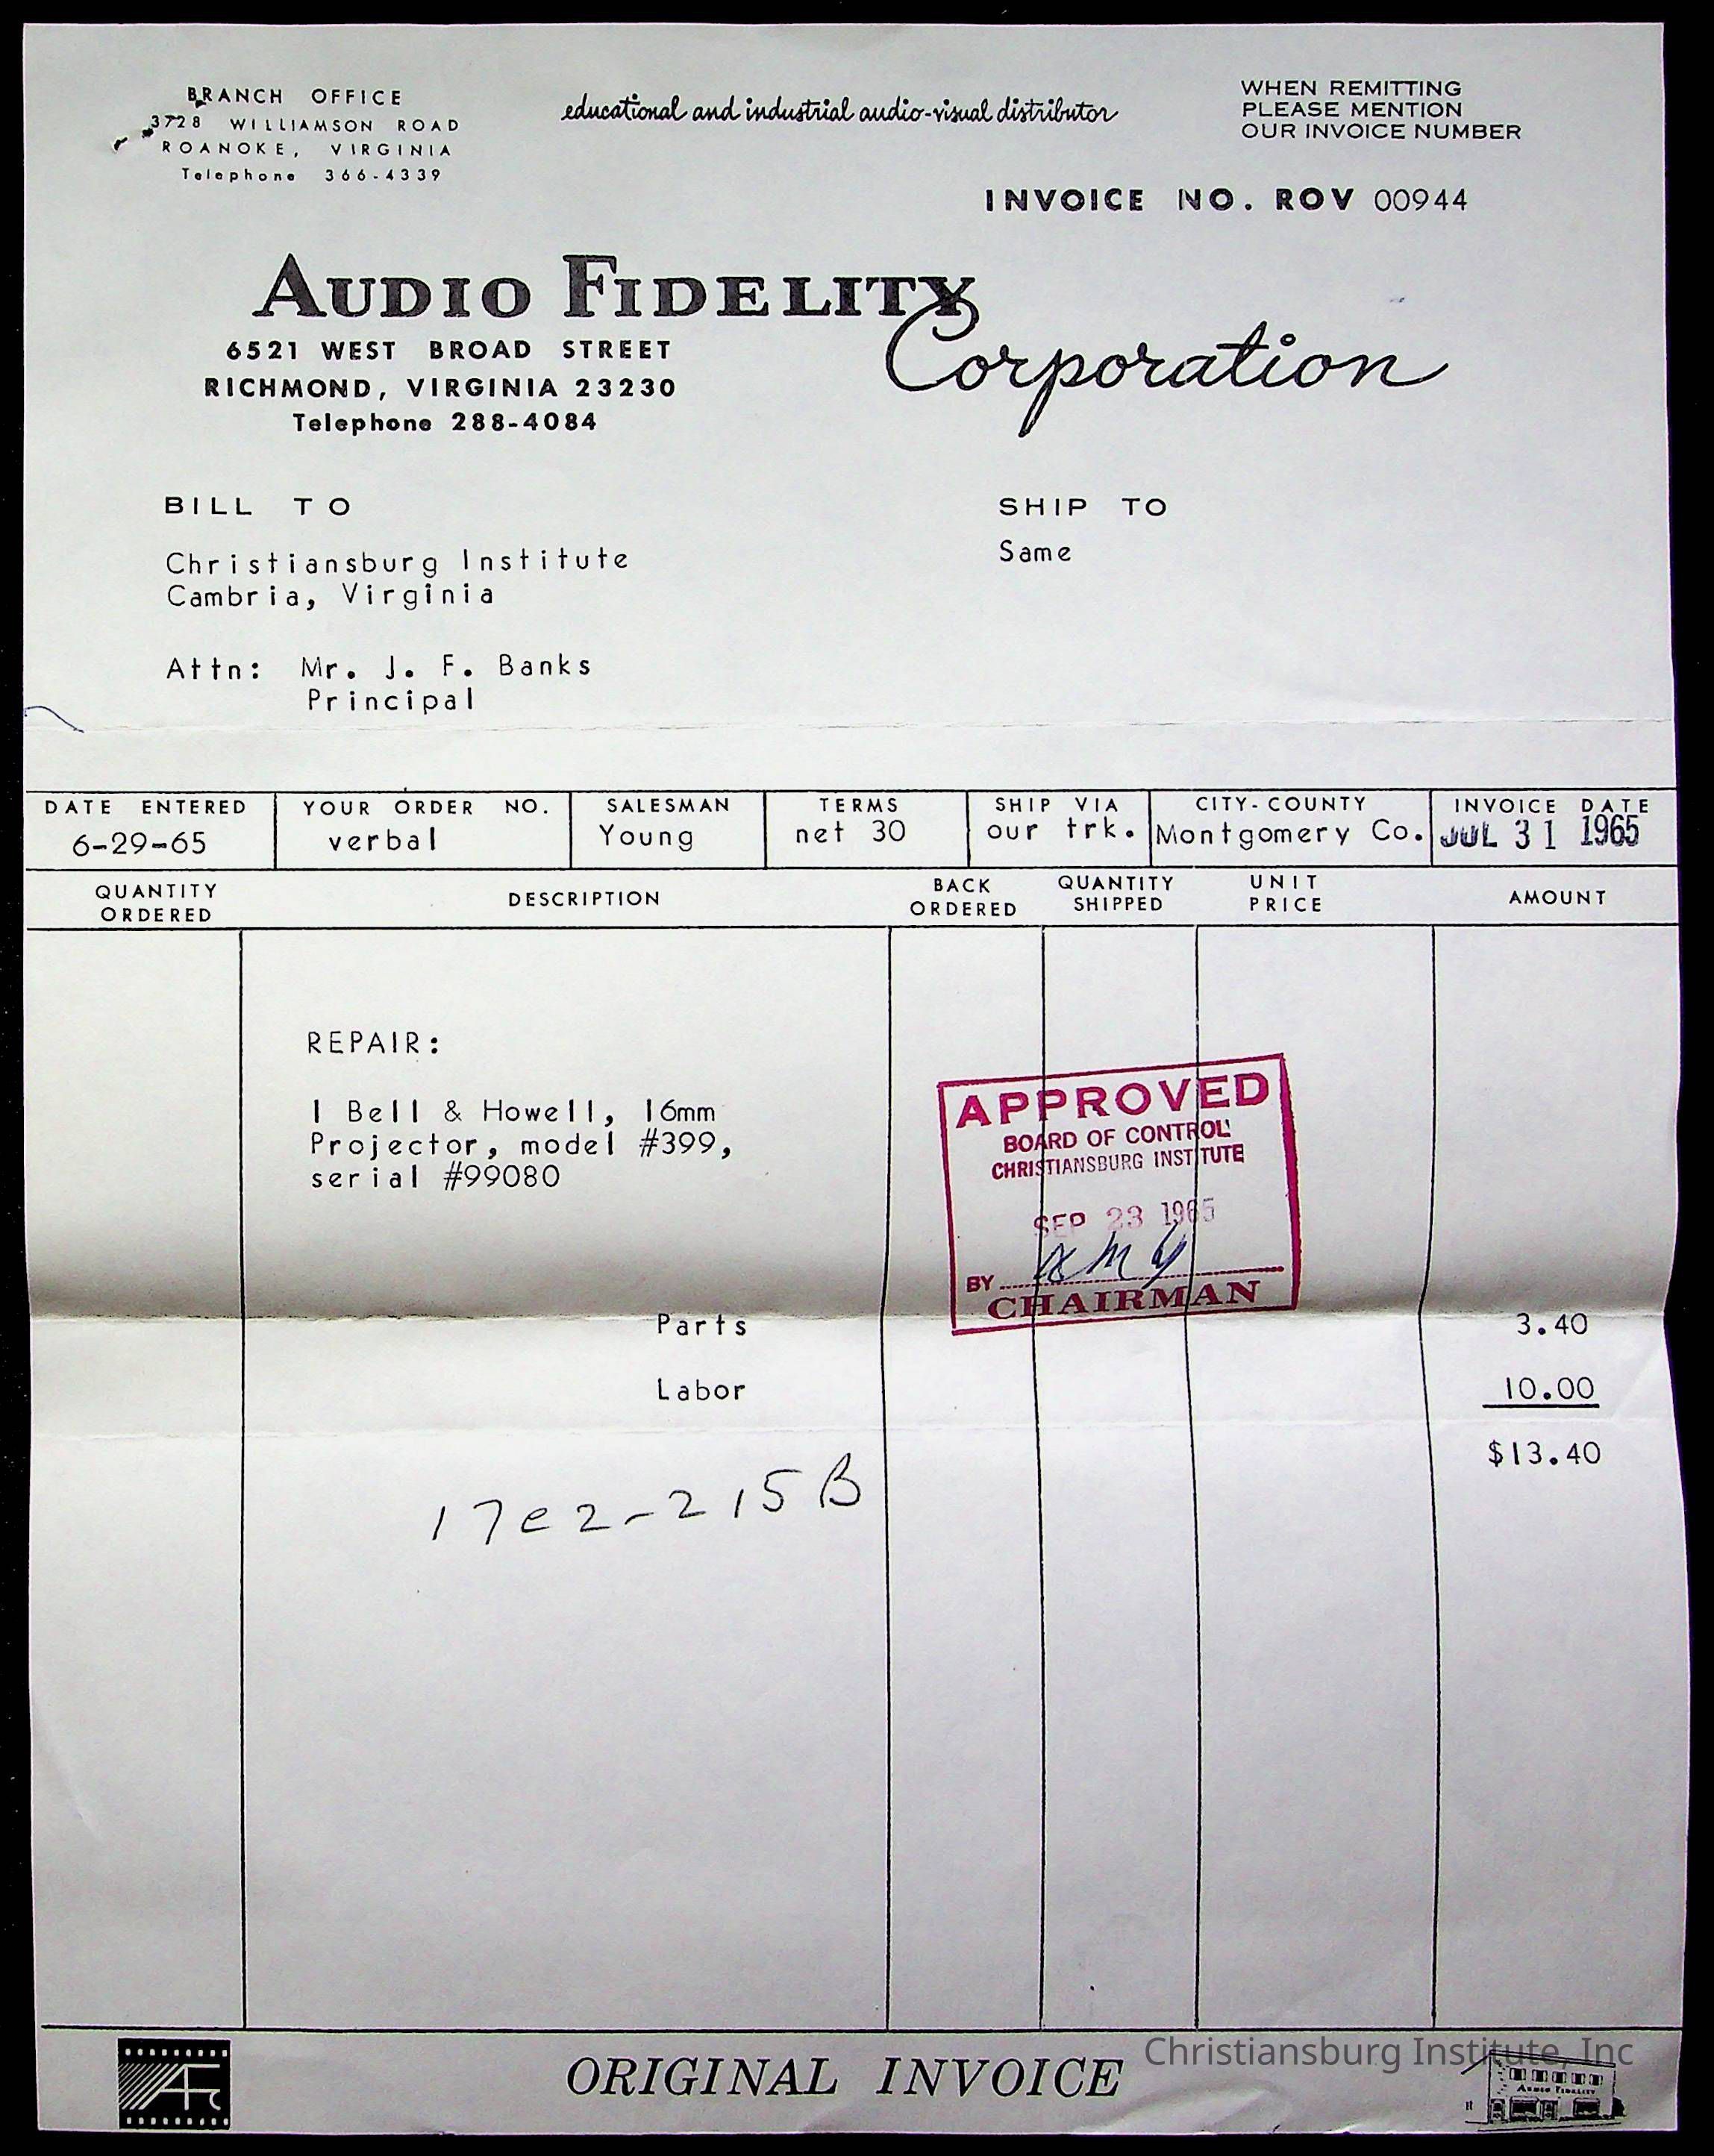 BRANCH OFFICE
3728 WILLIAMSON ROAD
ROANOKE, VIRGINIA
Telephone 366-4339
educational and industrial audio-visual distributor
WHEN REMITTING
PLEASE MENTION
OUR INVOICE NUMBER
INVOICE NO. ROV 00944
AUDIO FIDELITY
Corporation
6521 WEST BROAD STREET
RICHMOND, VIRGINIA 23230
Telephone 288-4084
BILL TO
Christiansburg Institute
Cambria, Virginia
Attn: Mr. J. F. Banks
Principal
SHIP TO
Same
DATE ENTERED YOUR ORDER NO. SALESMAN TERMS SHIP VIA CITY-COUNTY INVOICE DATE
6-29-65 verbal Young net 30 our trk. Montgomery Co. JUL 31 1965
QUANTITY ORDERED DESCRIPTION BACK ORDERED QUANTITY SHIPPED UNIT PRICE AMOUNT
REPAIR:
1 Bell & Howell, 16mm
Projector, model #399,
serial #99080
APPROVED
BOARD OF CONTROL
CHRISTIANSBURG INSTITUTE
SEP 23 1965
BY
CHAIRMAN
Parts 3.40
Labor 10.00
$13.40
17e2-215B
ORIGINAL INVOICE
Christiansburg Institute, Inc
AUDIO FIDELITY